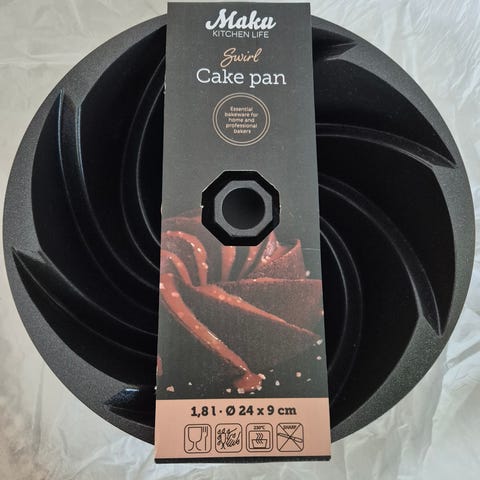 Maku
KITCHEN LIFE
Swirl
Cake pan
Essential
bakeware for
home and
professional
bakers
1,8 l · Ø 24 x 9 cm
230°C
SHARP